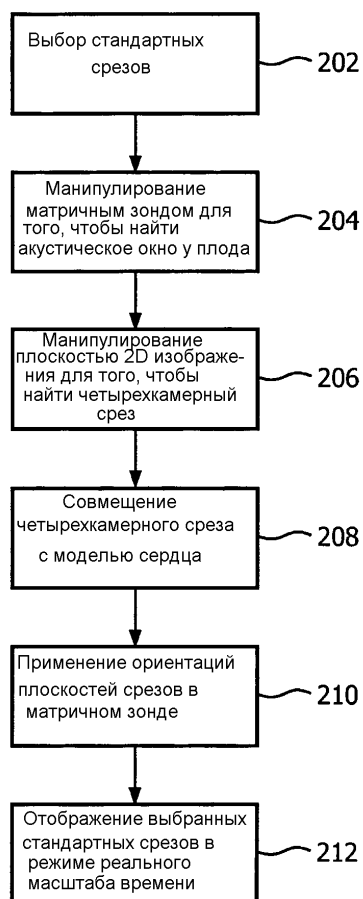 Выбор стандартных
срезов
202
Манипулирование
матричным зондом для
того, чтобы найти
акустическое окно у плода
204
Манипулирование
плоскостью 2D изображе-
ния для того, чтобы
найти четырехкамерный
срез
206
Совмещение
четырехкамерного среза
с моделью сердца
208
Применение ориентаций
плоскостей срезов в
матричном зонде
210
Отображение выбранных
стандартных срезов в
режиме реального
масштаба времени
212